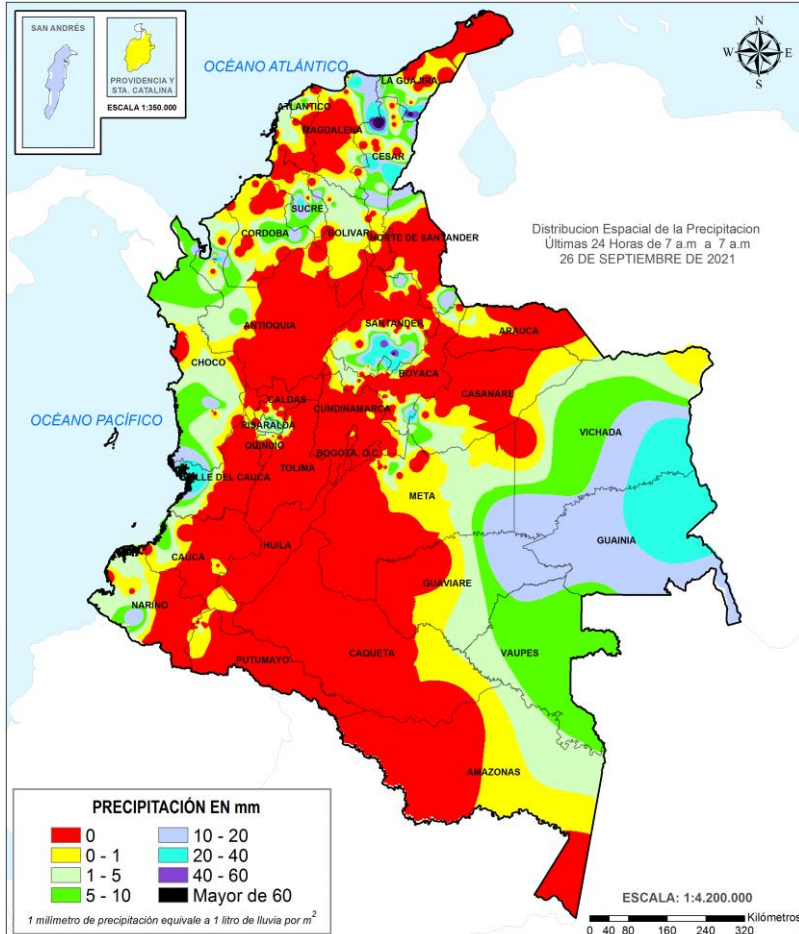 SAN ANDRÉS
PROVIDENCIA Y
STA. CATALINA
ESCALA 1:350.000
OCÉANO ATLÁNTICO
N
W
E
S
LA GUAJIRA
ATLANTICO
MAGDALENA
CESAR
SUCRE
CORDOBA
BOLIVAR
NORTE DE SANTANDER
Distribucion Espacial de la Precipitacion
Últimas 24 Horas de 7 a.m a 7 a.m
26 DE SEPTIEMBRE DE 2021
ANTIOQUIA
SANTANDER
ARAUCA
CHOCO
BOYACA
CASANARE
OCÉANO PACÍFICO
CALDAS
CUNDINAMARCA
RISARALDA
VICHADA
QUINDIO
BOGOTA, D.C.
TOLIMA
VALLE DEL CAUCA
META
GUAINIA
HUILA
CAUCA
GUAVIARE
NARIÑO
VAUPES
CAQUETA
PUTUMAYO
AMAZONAS
PRECIPITACIÓN EN mm
0
10 - 20
0 - 1
20 - 40
1 - 5
40 - 60
5 - 10
Mayor de 60
1 milímetro de precipitación equivale a 1 litro de lluvia por m²
ESCALA: 1:4.200.000
Kilómetros
0 40 80 160 240 320